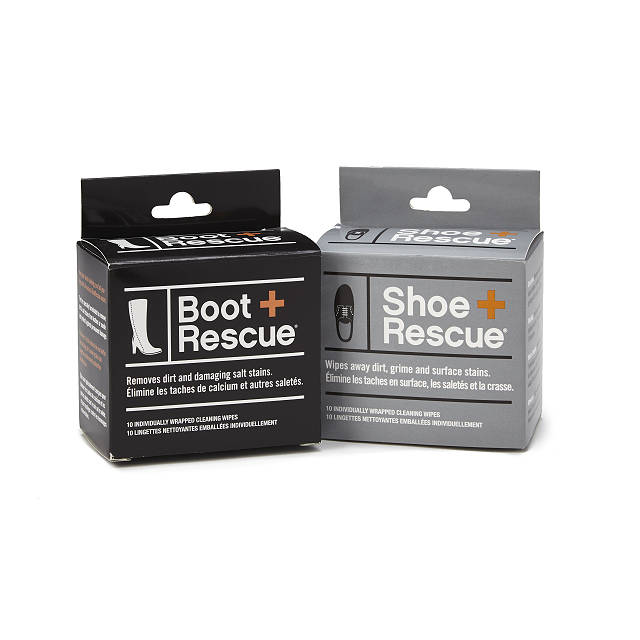 Boot +
Rescue®
Boot +
Rescue®
Removes dirt and damaging salt stains.
Élimine les taches de calcium et autres saletés.
10 INDIVIDUALLY WRAPPED CLEANING WIPES
10 LINGETTES NETTOYANTES EMBALLÉES INDIVIDUELLEMENT
Shoe +
Rescue®
Shoe +
Rescue®
Wipes away dirt, grime and surface stains.
Élimine les taches en surface, les saletés et la crasse.
10 INDIVIDUALLY WRAPPED CLEANING WIPES
10 LINGETTES NETTOYANTES EMBALLÉES INDIVIDUELLEMENT